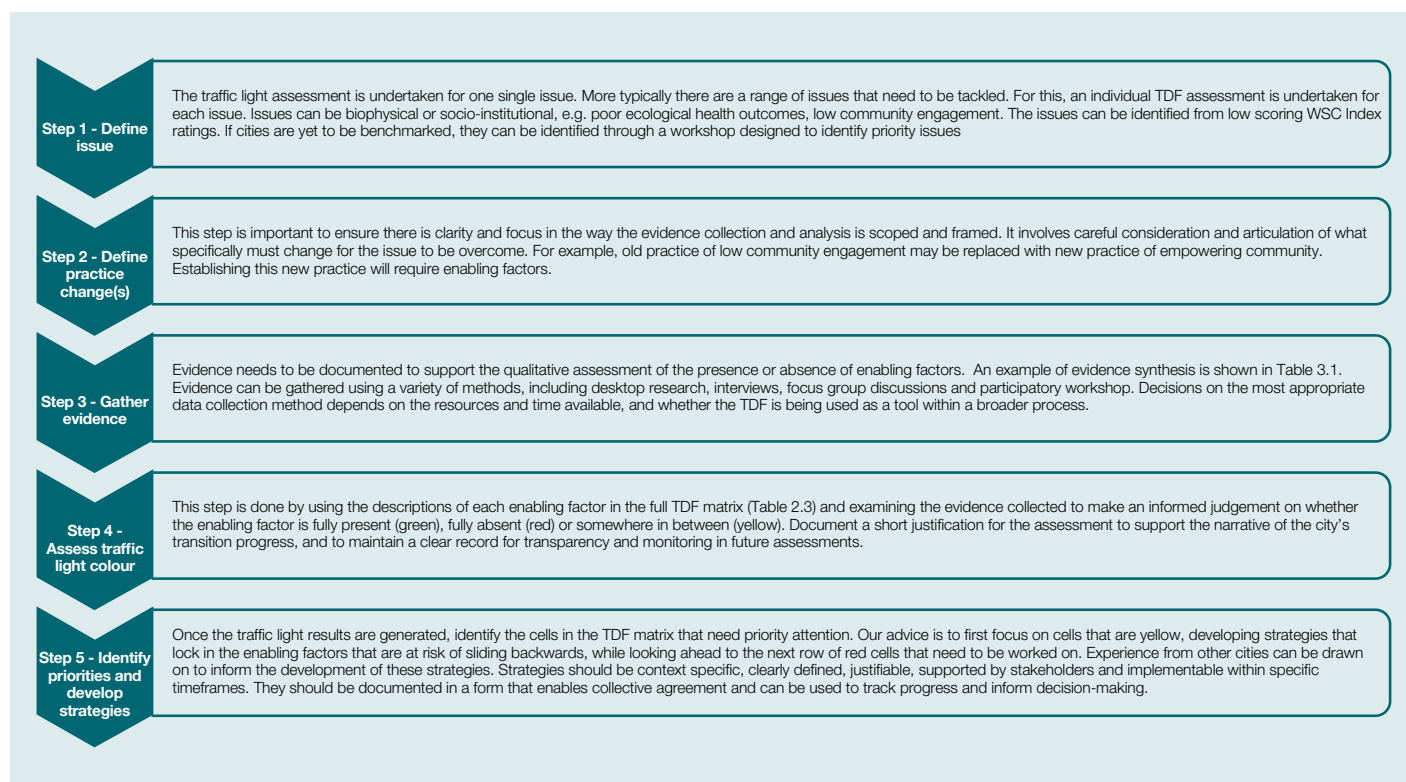 Step 1 - Define
issue
The traffic light assessment is undertaken for one single issue. More typically there are a range of issues that need to be tackled. For this, an individual TDF assessment is undertaken for
each issue. Issues can be biophysical or socio-institutional, e.g. poor ecological health outcomes, low community engagement. The issues can be identified from low scoring WSC Index
ratings. If cities are yet to be benchmarked, they can be identified through a workshop designed to identify priority issues
Step 2 - Define
practice
change(s)
This step is important to ensure there is clarity and focus in the way the evidence collection and analysis is scoped and framed. It involves careful consideration and articulation of what
specifically must change for the issue to be overcome. For example, old practice of low community engagement may be replaced with new practice of empowering community.
Establishing this new practice will require enabling factors.
Step 3 - Gather
evidence
Evidence needs to be documented to support the qualitative assessment of the presence or absence of enabling factors. An example of evidence synthesis is shown in Table 3.1.
Evidence can be gathered using a variety of methods, including desktop research, interviews, focus group discussions and participatory workshop. Decisions on the most appropriate
data collection method depends on the resources and time available, and whether the TDF is being used as a tool within a broader process.
Step 4 -
Assess traffic
light colour
This step is done by using the descriptions of each enabling factor in the full TDF matrix (Table 2.3) and examining the evidence collected to make an informed judgement on whether
the enabling factor is fully present (green), fully absent (red) or somewhere in between (yellow). Document a short justification for the assessment to support the narrative of the city's
transition progress, and to maintain a clear record for transparency and monitoring in future assessments.
Step 5 - Identify
priorities and
develop
strategies
Once the traffic light results are generated, identify the cells in the TDF matrix that need priority attention. Our advice is to first focus on cells that are yellow, developing strategies that
lock in the enabling factors that are at risk of sliding backwards, while looking ahead to the next row of red cells that need to be worked on. Experience from other cities can be drawn
on to inform the development of these strategies. Strategies should be context specific, clearly defined, justifiable, supported by stakeholders and implementable within specific
timeframes. They should be documented in a form that enables collective agreement and can be used to track progress and inform decision-making.